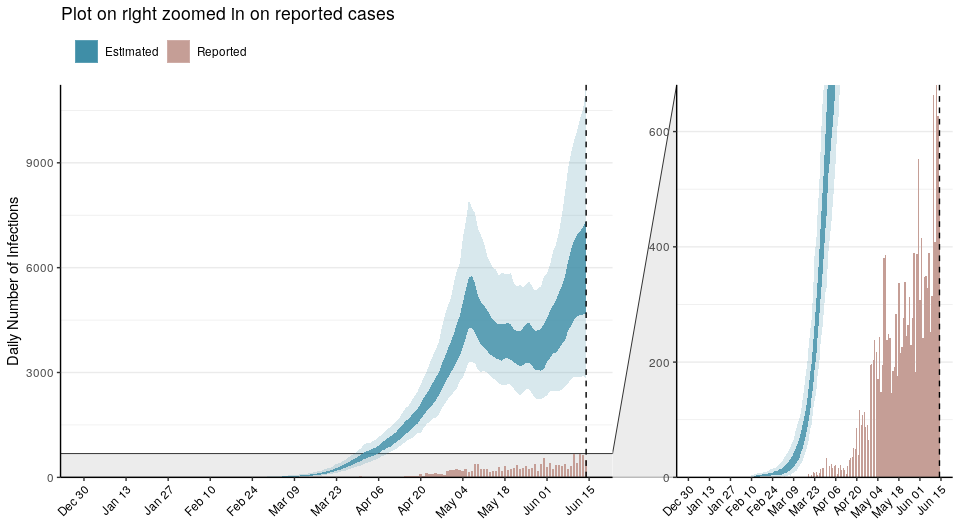 Plot on right zoomed in on reported cases
Estimated
Reported
Daily Number of Infections
9000
6000
3000
0
Dec 30
Jan 13
Jan 27
Feb 10
Feb 24
Mar 09
Mar 23
Apr 06
Apr 20
May 04
May 18
Jun 01
Jun 15
600
400
200
0
Dec 30
Jan 13
Jan 27
Feb 10
Feb 24
Mar 09
Mar 23
Apr 06
Apr 20
May 04
May 18
Jun 01
Jun 15